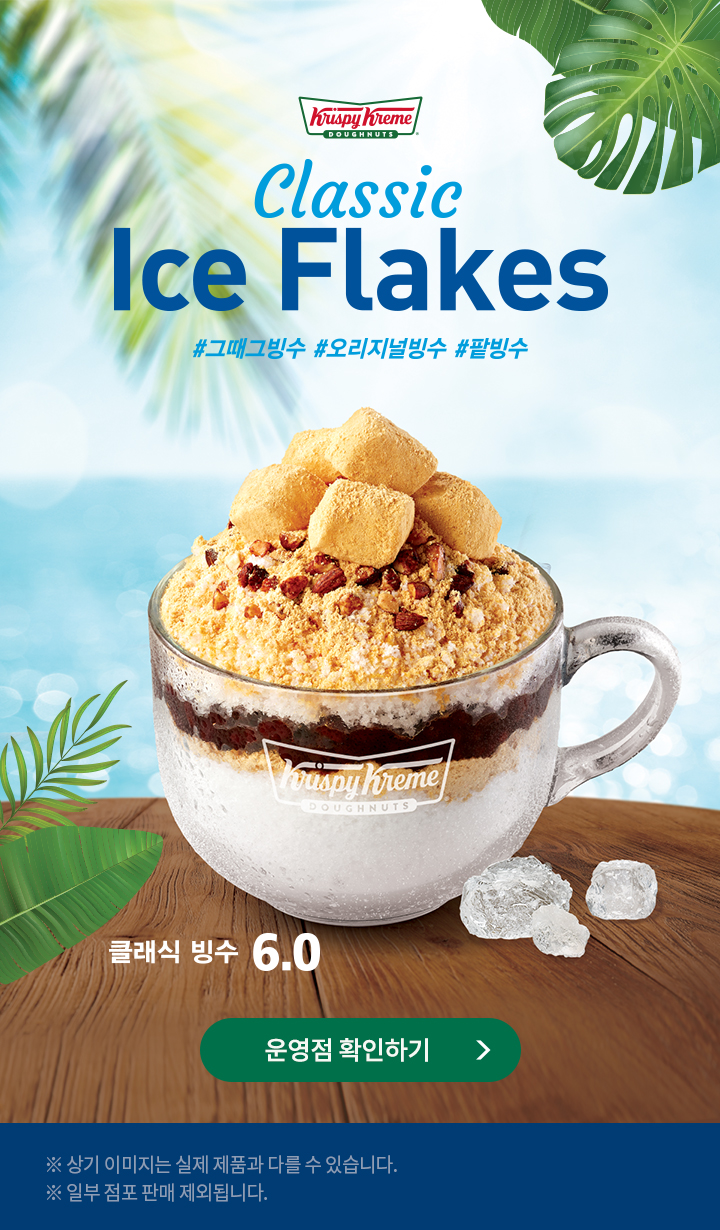 Krispy Kreme
DOUGHNUTS
Classic
Ice Flakes
#그때그빙수 #오리지널빙수 #팥빙수
Krispy Kreme
DOUGHNUTS
클래식 빙수 6.0
운영점 확인하기 >
※ 상기 이미지는 실제 제품과 다를 수 있습니다.
※ 일부 점포 판매 제외됩니다.